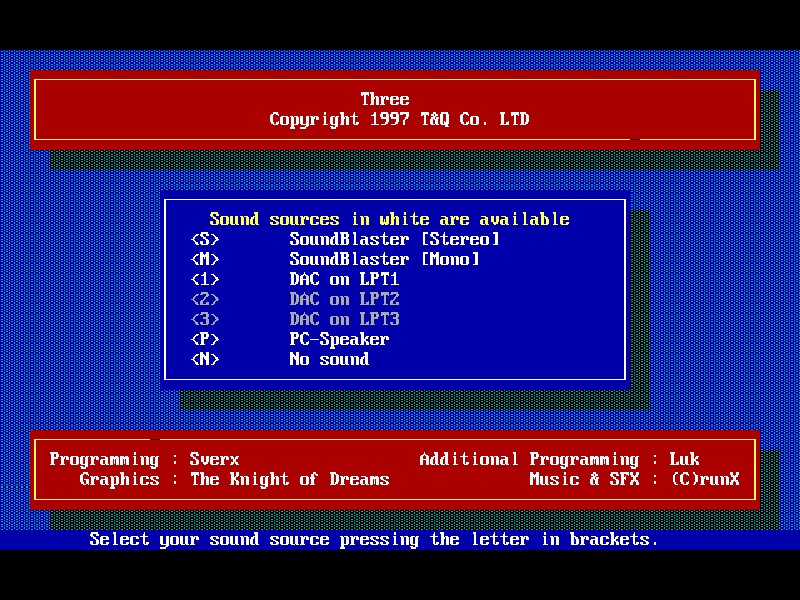 Three
Copyright 1997 T&Q Co. LTD
Sound sources in white are available
<S> SoundBlaster [Stereo]
<M> SoundBlaster [Mono]
<1> DAC on LPT1
<2> DAC on LPT2
<3> DAC on LPT3
<P> PC-Speaker
<N> No sound
Programming : Sverx Additional Programming : Luk
Graphics : The Knight of Dreams Music & SFX : (C)runX
Select your sound source pressing the letter in brackets.